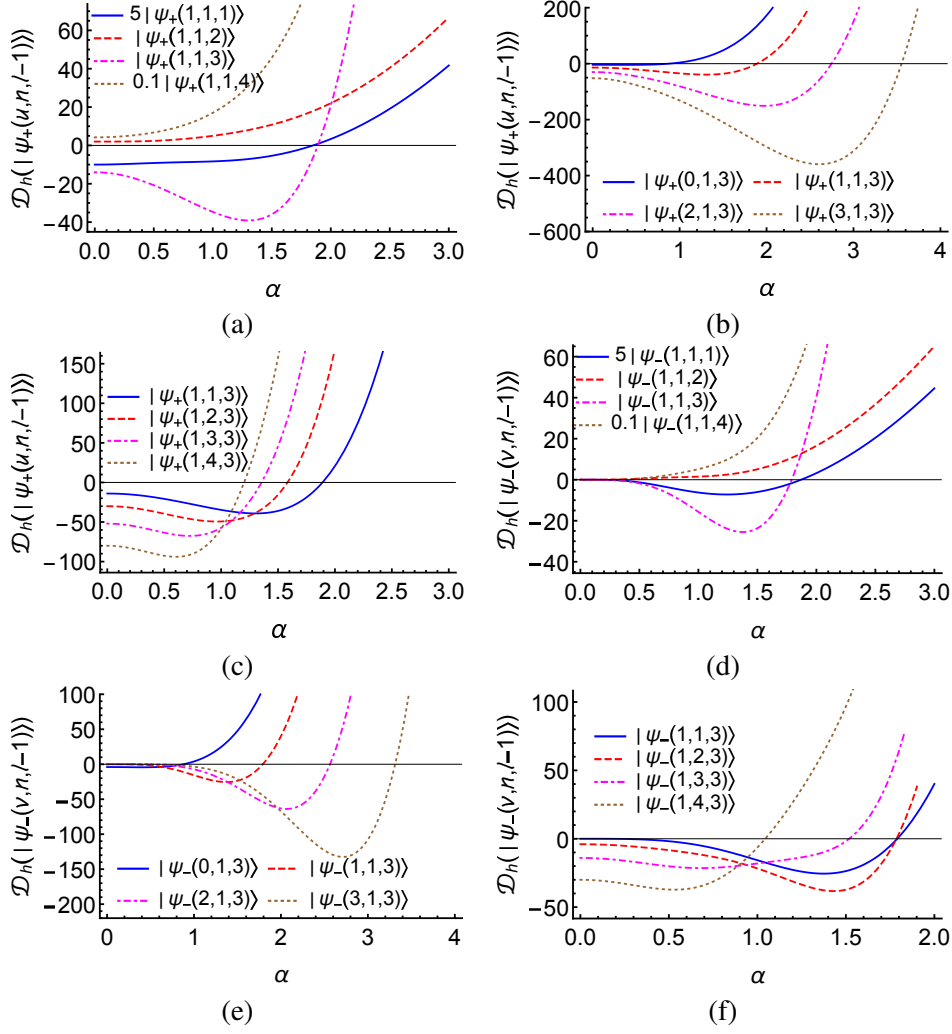 5 | ψ+(1,1,1)⟩
| ψ+(1,1,2)⟩
| ψ+(1,1,3)⟩
0.1 | ψ+(1,1,4)⟩
60
40
20
0
−20
−40
0.0 0.5 1.0 1.5 2.0 2.5 3.0
𝒟h(| ψ+(u,n,l−1)⟩)
α
(a)
200
0
−200
−400
−600
0 1 2 3 4
| ψ+(0,1,3)⟩ | ψ+(1,1,3)⟩
| ψ+(2,1,3)⟩ | ψ+(3,1,3)⟩
𝒟h(| ψ+(u,n,l−1)⟩)
α
(b)
150
100
50
0
−50
−100
0.0 0.5 1.0 1.5 2.0 2.5 3.0
| ψ+(1,1,3)⟩
| ψ+(1,2,3)⟩
| ψ+(1,3,3)⟩
| ψ+(1,4,3)⟩
𝒟h(| ψ+(u,n,l−1)⟩)
α
(c)
5 | ψ−(1,1,1)⟩
| ψ−(1,1,2)⟩
| ψ−(1,1,3)⟩
0.1 | ψ−(1,1,4)⟩
60
40
20
0
−20
−40
0.0 0.5 1.0 1.5 2.0 2.5 3.0
𝒟h(| ψ−(v,n,l−1)⟩)
α
(d)
100
50
0
−50
−100
−150
−200
0 1 2 3 4
| ψ−(0,1,3)⟩ | ψ−(1,1,3)⟩
| ψ−(2,1,3)⟩ | ψ−(3,1,3)⟩
𝒟h(| ψ−(v,n,l−1)⟩)
α
(e)
100
50
0
−50
0.0 0.5 1.0 1.5 2.0
| ψ−(1,1,3)⟩
| ψ−(1,2,3)⟩
| ψ−(1,3,3)⟩
| ψ−(1,4,3)⟩
𝒟h(| ψ−(v,n,l−1)⟩)
α
(f)